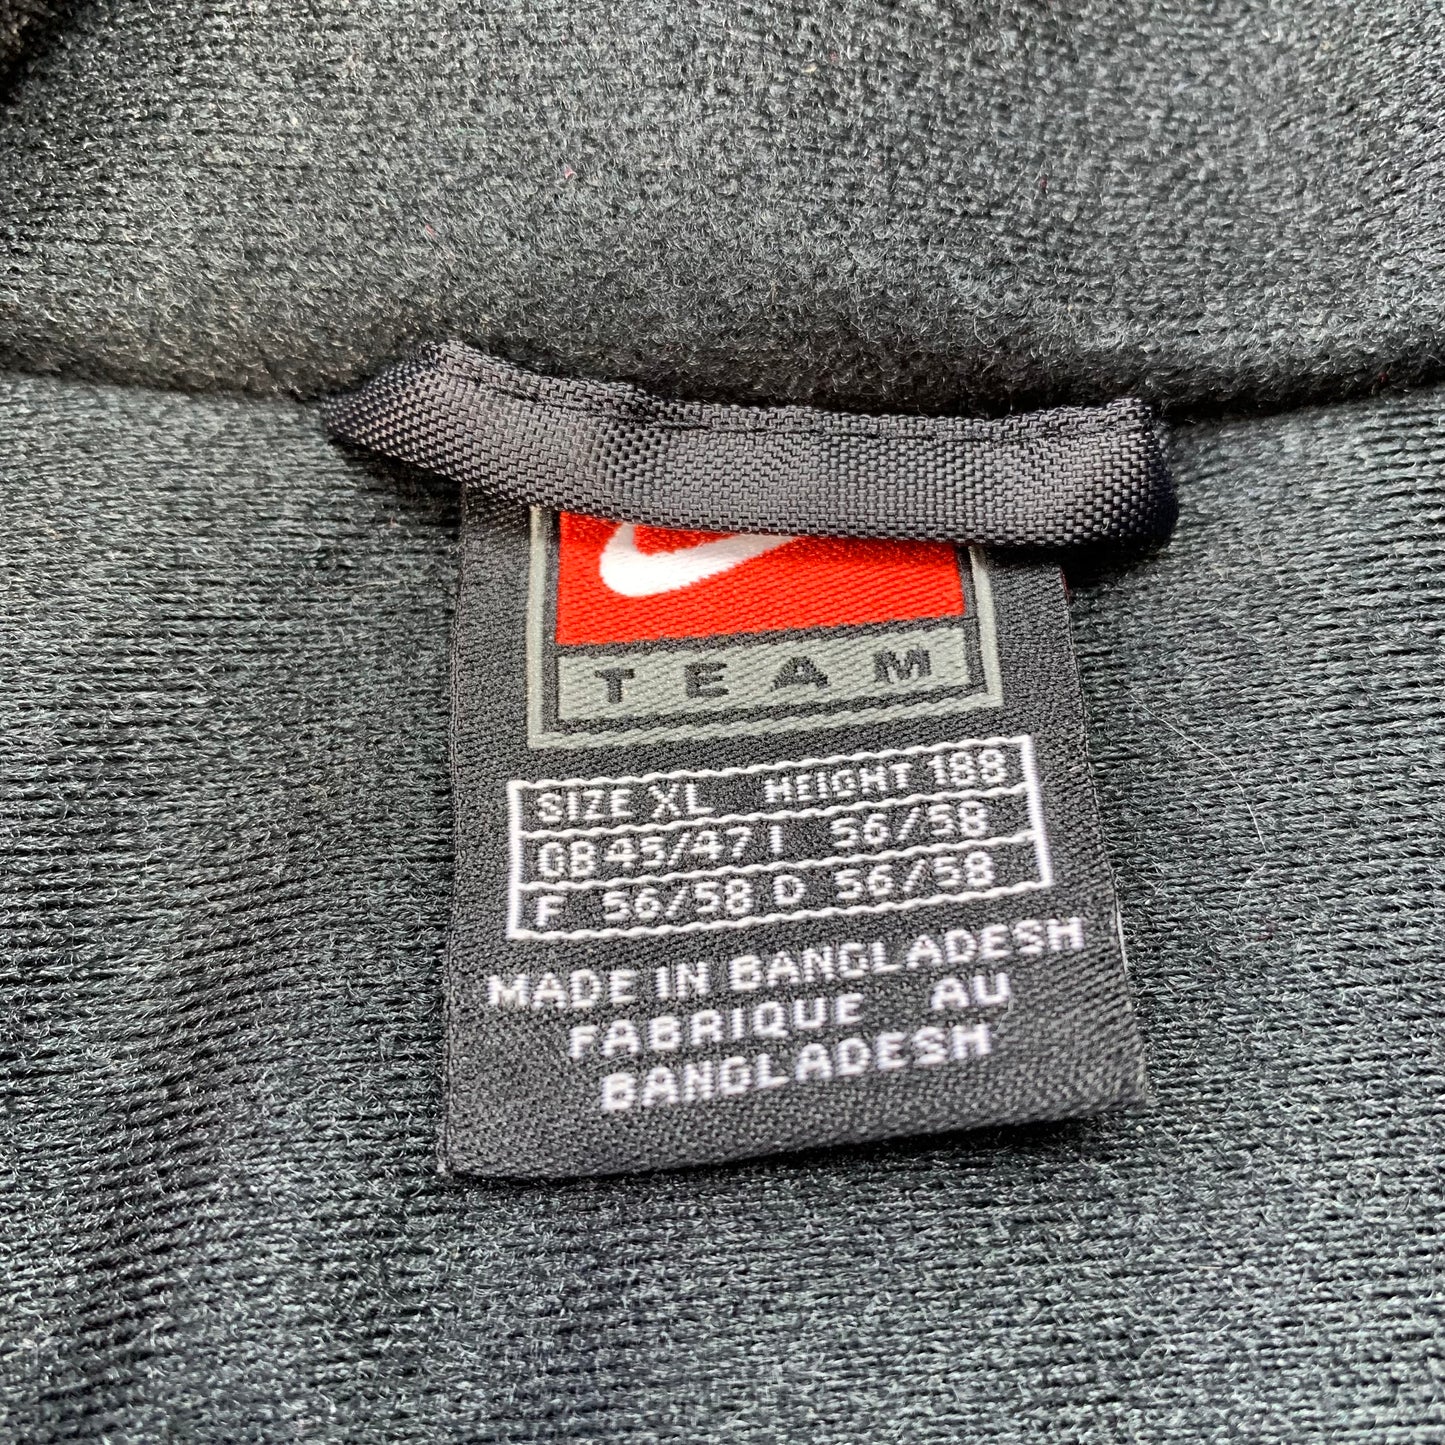 TEAM
SIZE XL HEIGHT 188
GB 45/47 I 56/58
F 56/58 D 56/58
MADE IN BANGLADESH
FABRIQUE AU
BANGLADESH